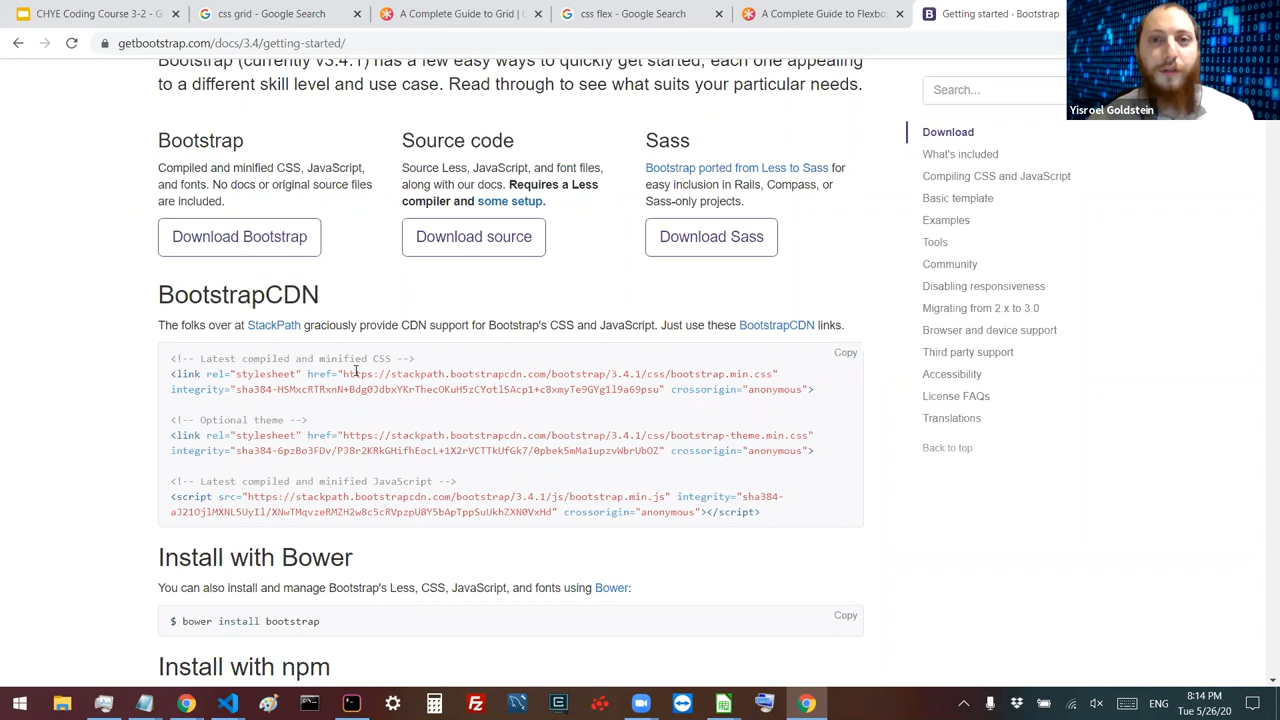 CHYE Coding Course 3-2 - G
css grid - Google Search
A Complete Guide to Grid | C
css flex - Google Search
A Complete Guide to Flexbo
Getting started · Bootstrap
getbootstrap.com/docs/3.4/getting-started/
Yisroel Goldstein
Bootstrap (currently v3.4.1) has a few easy ways to quickly get started, each one appealing
to a different skill level and use case. Read through to see what suits your particular needs.
Bootstrap
Compiled and minified CSS, JavaScript,
and fonts. No docs or original source files
are included.
Download Bootstrap
Source code
Source Less, JavaScript, and font files,
along with our docs. Requires a Less
compiler and some setup.
Download source
Sass
Bootstrap ported from Less to Sass for
easy inclusion in Rails, Compass, or
Sass-only projects.
Download Sass
BootstrapCDN
The folks over at StackPath graciously provide CDN support for Bootstrap's CSS and JavaScript. Just use these BootstrapCDN links.
Copy
<!-- Latest compiled and minified CSS -->
<link rel="stylesheet" href="https://stackpath.bootstrapcdn.com/bootstrap/3.4.1/css/bootstrap.min.css"
integrity="sha384-HSMxcRTRxnN+Bdg0JdbxYKrThecOKuH5zCYotlSAcp1+c8xmyTe9GYg1l9a69psu" crossorigin="anonymous">
<!-- Optional theme -->
<link rel="stylesheet" href="https://stackpath.bootstrapcdn.com/bootstrap/3.4.1/css/bootstrap-theme.min.css"
integrity="sha384-6pzBo3FDv/PJ8r2KRkGHifhEocL+1X2rVCTTkUfGk7/0pbek5mMa1upzvWbrUbOZ" crossorigin="anonymous">
<!-- Latest compiled and minified JavaScript -->
<script src="https://stackpath.bootstrapcdn.com/bootstrap/3.4.1/js/bootstrap.min.js" integrity="sha384-
aJ21OjlMXNL5UyIl/XNwTMqvzeRMZH2w8c5cRVpzpU8Y5bApTppSuUkhZXN0VxHd" crossorigin="anonymous"></script>
Install with Bower
You can also install and manage Bootstrap's Less, CSS, JavaScript, and fonts using Bower:
Copy
$ bower install bootstrap
Install with npm
Search...
Download
What's included
Compiling CSS and JavaScript
Basic template
Examples
Tools
Community
Disabling responsiveness
Migrating from 2.x to 3.0
Browser and device support
Third party support
Accessibility
License FAQs
Translations
Back to top
ENG
8:14 PM
Tue 5/26/20